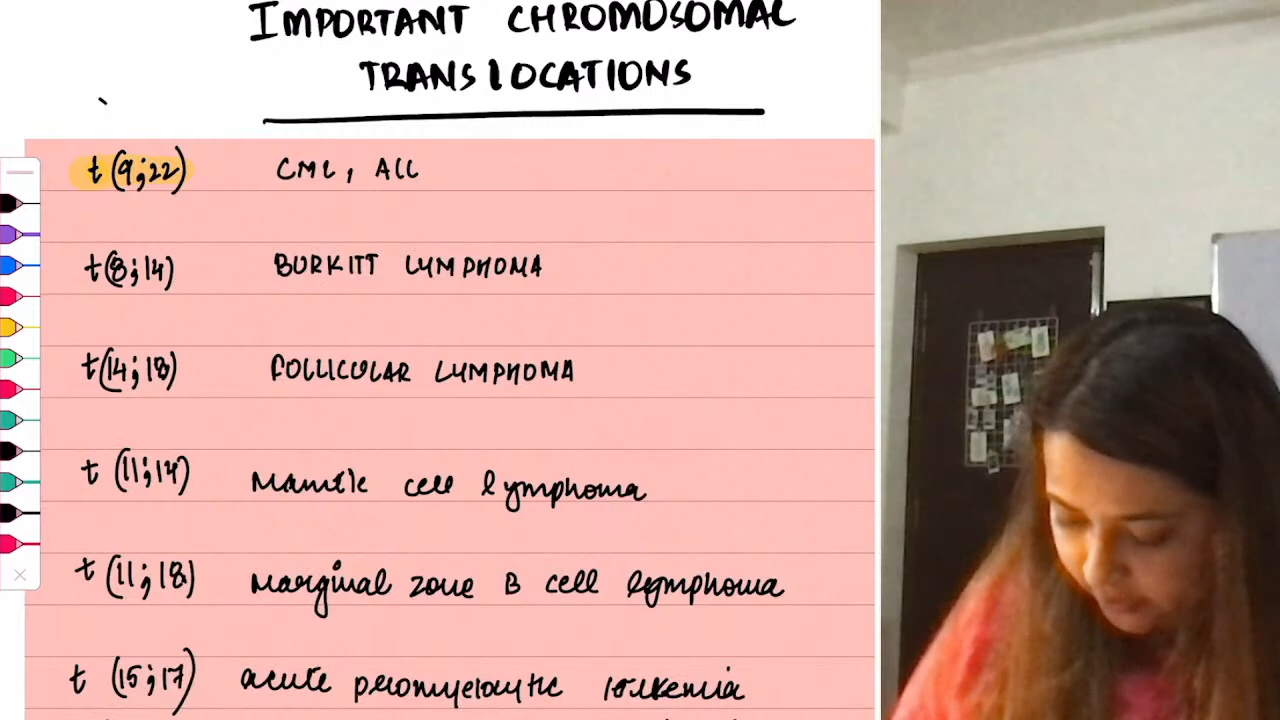 IMPORTANT CHROMOSOMAL
TRANSLOCATIONS
t(9;22) CML, ALL
t(8;14) BURKITT LYMPHOMA
t(14;18) FOLLICULAR LYMPHOMA
t (11;14) Mantle cell lymphoma
t (11;18) Marginal zone B cell lymphoma
t (15;17) acute promyelocytic leukemia